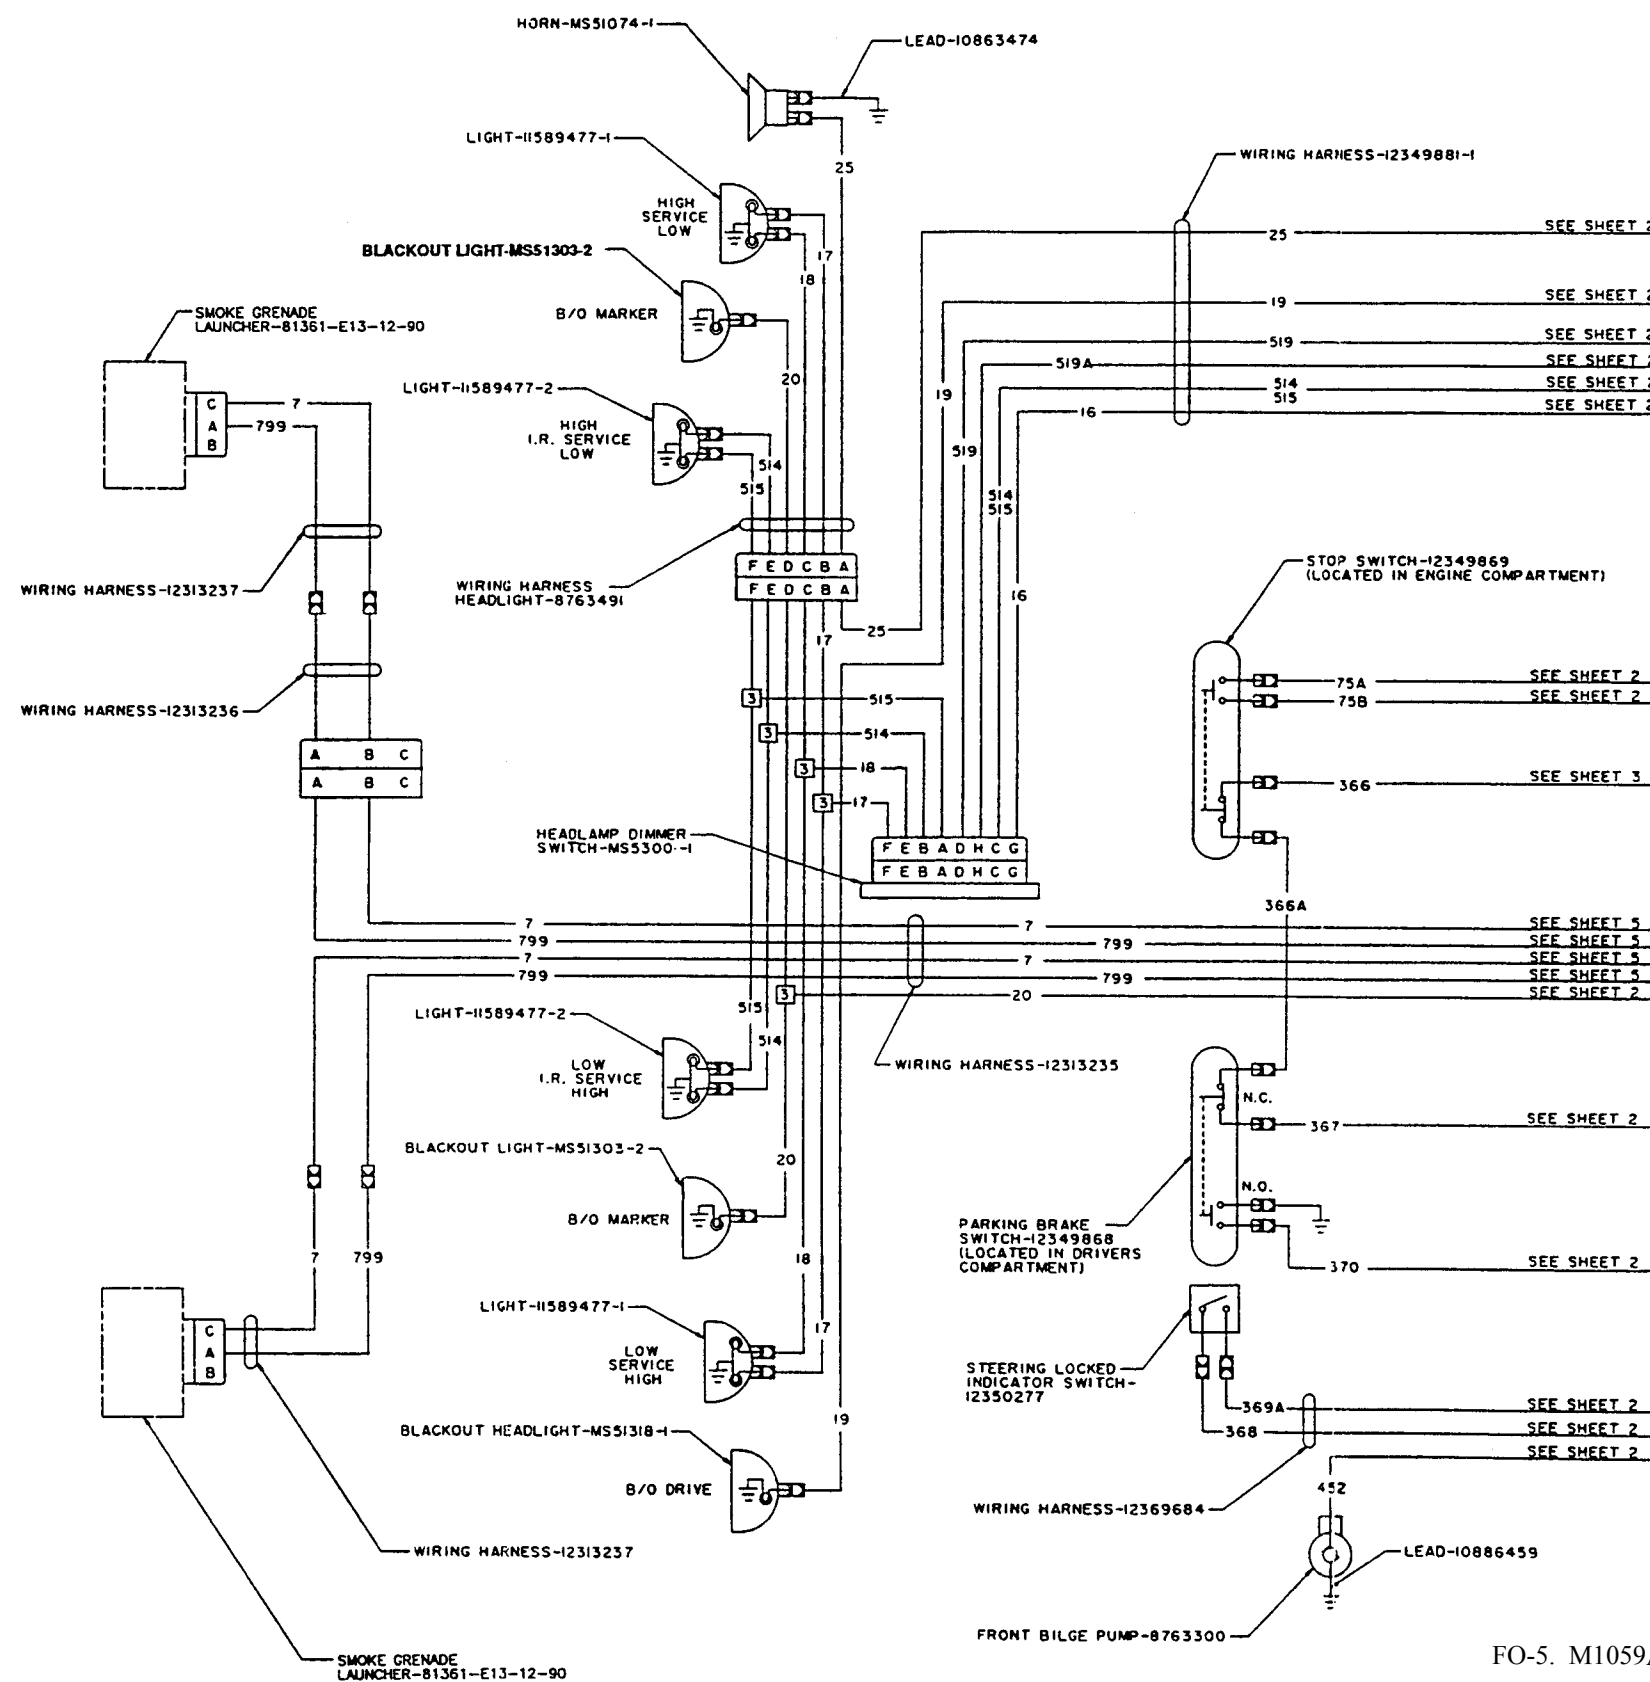 HORN-MS51074-1
LEAD-10863474
LIGHT-11589477-1
25
WIRING HARNESS-12349881-1
HIGH
SERVICE
LOW
BLACKOUT LIGHT-MS51303-2
17
18
25
SEE SHEET 2
SMOKE GRENADE
LAUNCHER-81361-E13-12-90
B/O MARKER
19
SEE SHEET 2
519
SEE SHEET 2
519A
SEE SHEET 2
20
514
515
SEE SHEET 2
16
SEE SHEET 2
LIGHT-11589477-2
19
C
A
B
7
799
HIGH
I.R. SERVICE
LOW
519
514
515
514
515
WIRING HARNESS-12313237
WIRING HARNESS
HEADLIGHT-8763491
F E D C B A
F E D C B A
16
STOP SWITCH-12349869
(LOCATED IN ENGINE COMPARTMENT)
17
25
WIRING HARNESS-12313236
3
515
3
514
3
18
3
17
75A
SEE SHEET 2
75B
SEE SHEET 2
366
SEE SHEET 3
A B C
A B C
HEADLAMP DIMMER
SWITCH-MS5300-1
F E B A D H C G
F E B A D H C G
366A
7
7
SEE SHEET 5
799
799
SEE SHEET 5
7
7
SEE SHEET 5
799
799
SEE SHEET 5
3
20
SEE SHEET 2
515
514
LIGHT-11589477-2
LOW
I.R. SERVICE
HIGH
WIRING HARNESS-12313235
N.C.
367
SEE SHEET 2
BLACKOUT LIGHT-MS51303-2
20
B/O MARKER
N.O.
PARKING BRAKE
SWITCH-12349868
(LOCATED IN DRIVERS
COMPARTMENT)
370
SEE SHEET 2
7
799
18
LIGHT-11589477-1
17
C
A
B
LOW
SERVICE
HIGH
STEERING LOCKED
INDICATOR SWITCH-
12350277
369A
SEE SHEET 2
368
SEE SHEET 2
SEE SHEET 2
19
BLACKOUT HEADLIGHT-MS51318-1
B/O DRIVE
452
WIRING HARNESS-12369684
WIRING HARNESS-12313237
LEAD-10886459
FRONT BILGE PUMP-8763300
SMOKE GRENADE
LAUNCHER-81361-E13-12-90
FO-5. M1059A